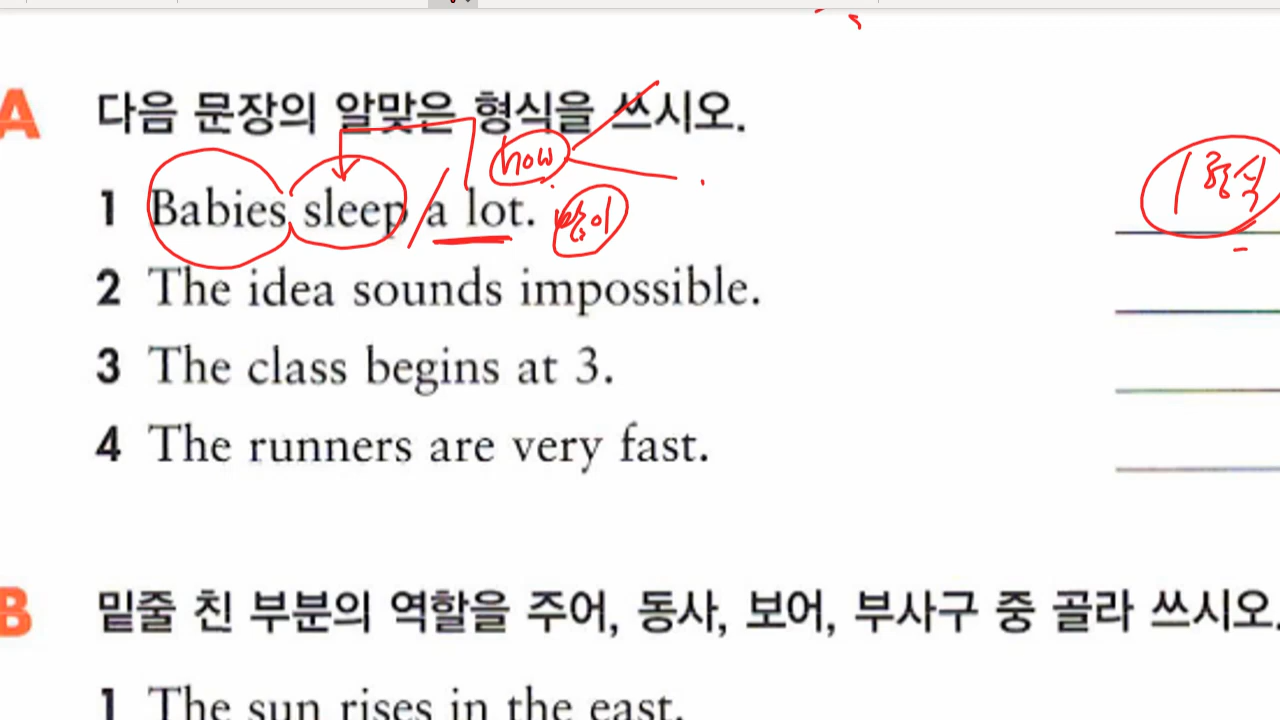 A 다음 문장의 알맞은 형식을 쓰시오.
how
1 Babies sleep / a lot. 많이 1형식
2 The idea sounds impossible.
3 The class begins at 3.
4 The runners are very fast.
B 밑줄 친 부분의 역할을 주어, 동사, 보어, 부사구 중 골라 쓰시오.
1 The sun rises in the east.